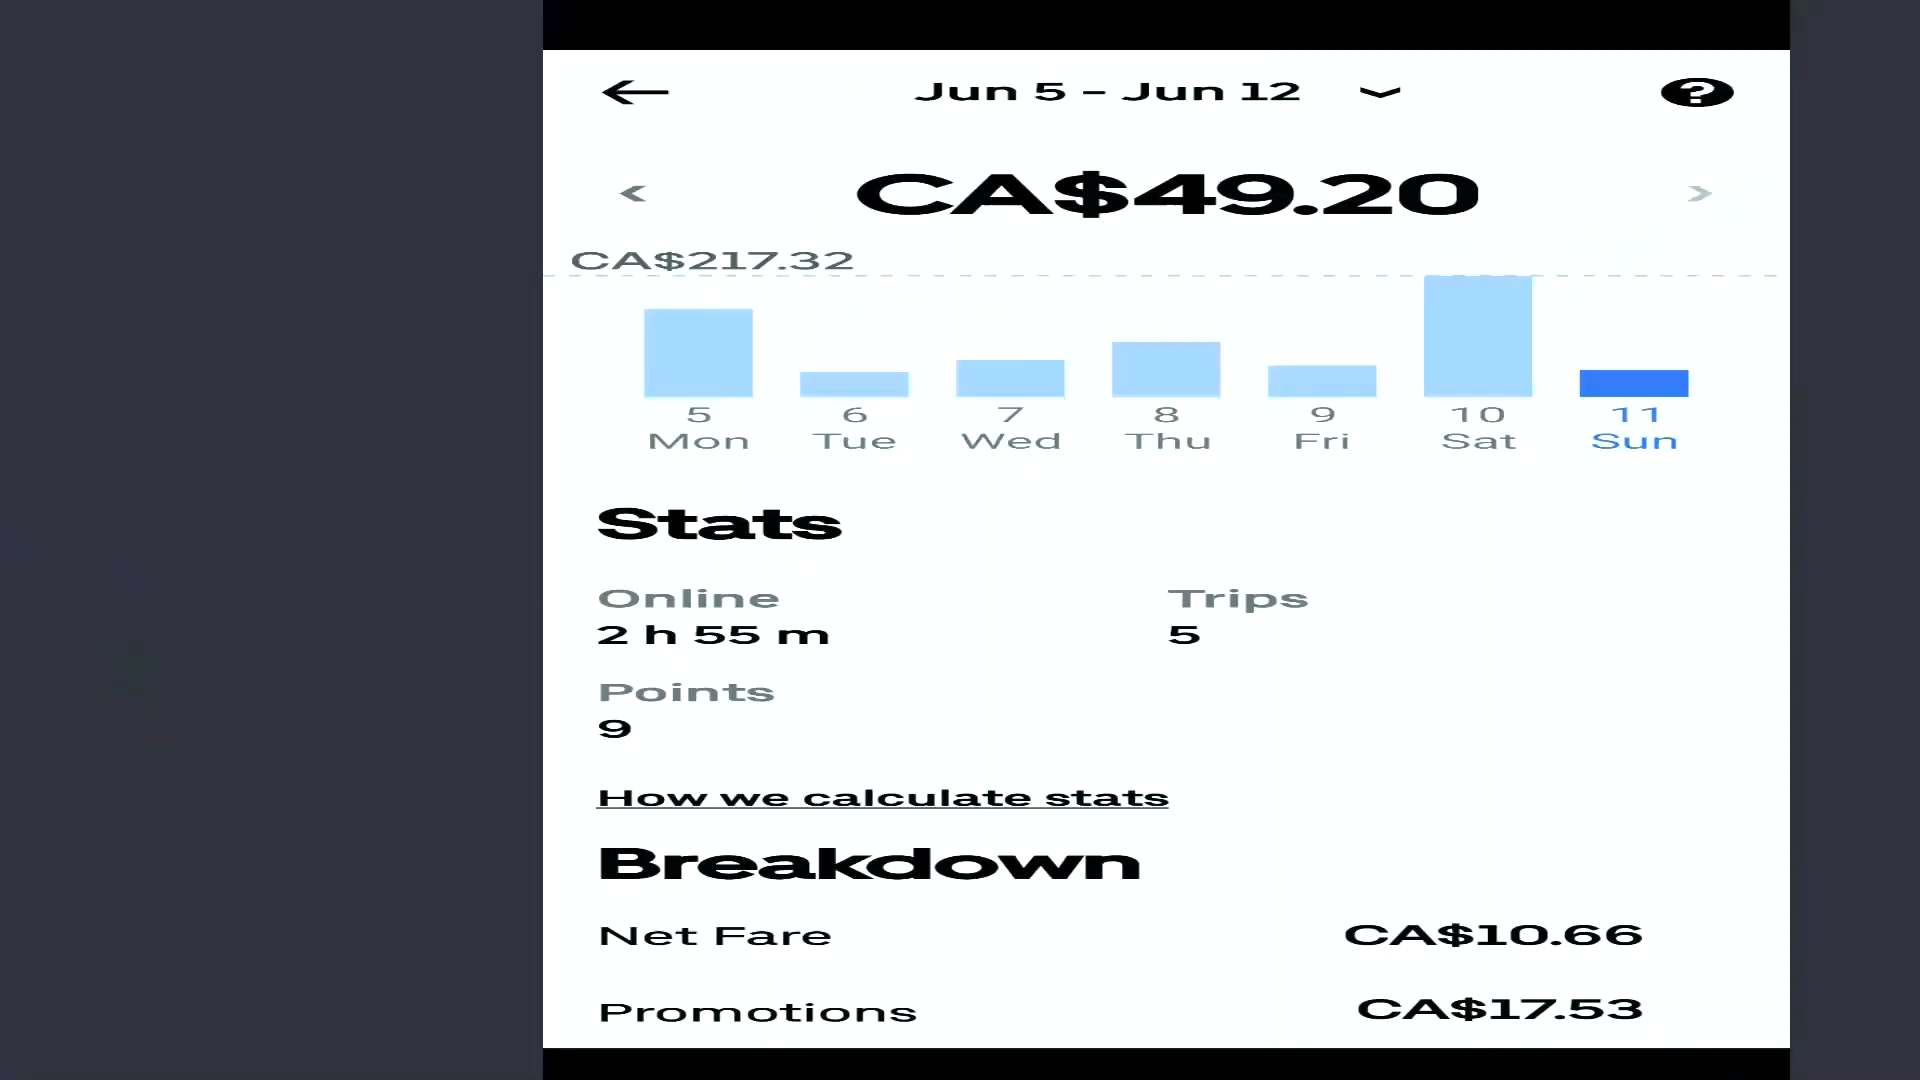 Jun 5 – Jun 12
CA$49.20
CA$217.32
5 6 7 8 9 10 11
Mon Tue Wed Thu Fri Sat Sun
Stats
Online Trips
2 h 55 m 5
Points
9
How we calculate stats
Breakdown
Net Fare CA$10.66
Promotions CA$17.53